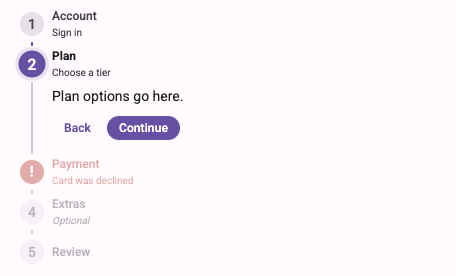 1 Account
Sign in
2 Plan
Choose a tier
Plan options go here.
Back Continue
! Payment
Card was declined
4 Extras
Optional
5 Review